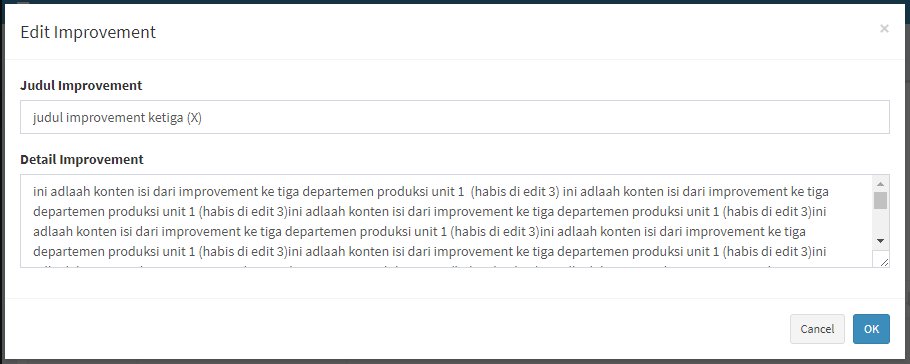 Edit Improvement
×
Judul Improvement
judul improvement ketiga (X)
Detail Improvement
ini adlaah konten isi dari improvement ke tiga departemen produksi unit 1  (habis di edit 3) ini adlaah konten isi dari improvement ke tiga
departemen produksi unit 1 (habis di edit 3)ini adlaah konten isi dari improvement ke tiga departemen produksi unit 1 (habis di edit 3)ini
adlaah konten isi dari improvement ke tiga departemen produksi unit 1 (habis di edit 3)ini adlaah konten isi dari improvement ke tiga
departemen produksi unit 1 (habis di edit 3)ini adlaah konten isi dari improvement ke tiga departemen produksi unit 1 (habis di edit 3)ini
Cancel
OK